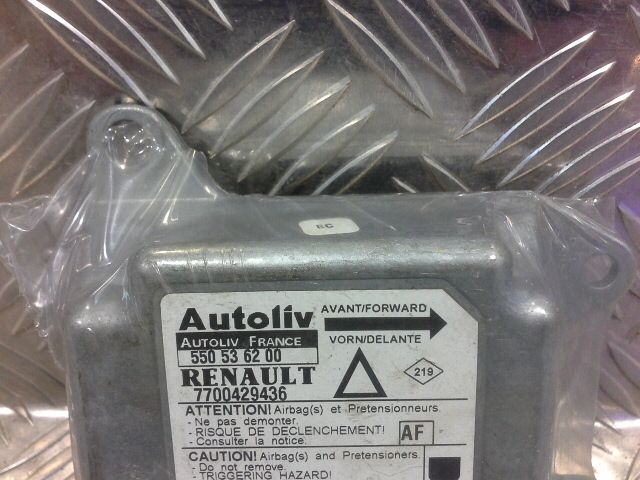 EC
Autoliv
AVANT/FORWARD
AUTOLIV FRANCE
VORN/DELANTE
550 53 62 00
RENAULT
219
7700429436
ATTENTION! Airbag(s) et Pretensionneurs
- Ne pas demonter.
- RISQUE DE DECLENCHEMENT!
- Consulter la notice.
AF
CAUTION! Airbag(s) and Pretensioners.
- Do not remove.
- TRIGGERING HAZARD!